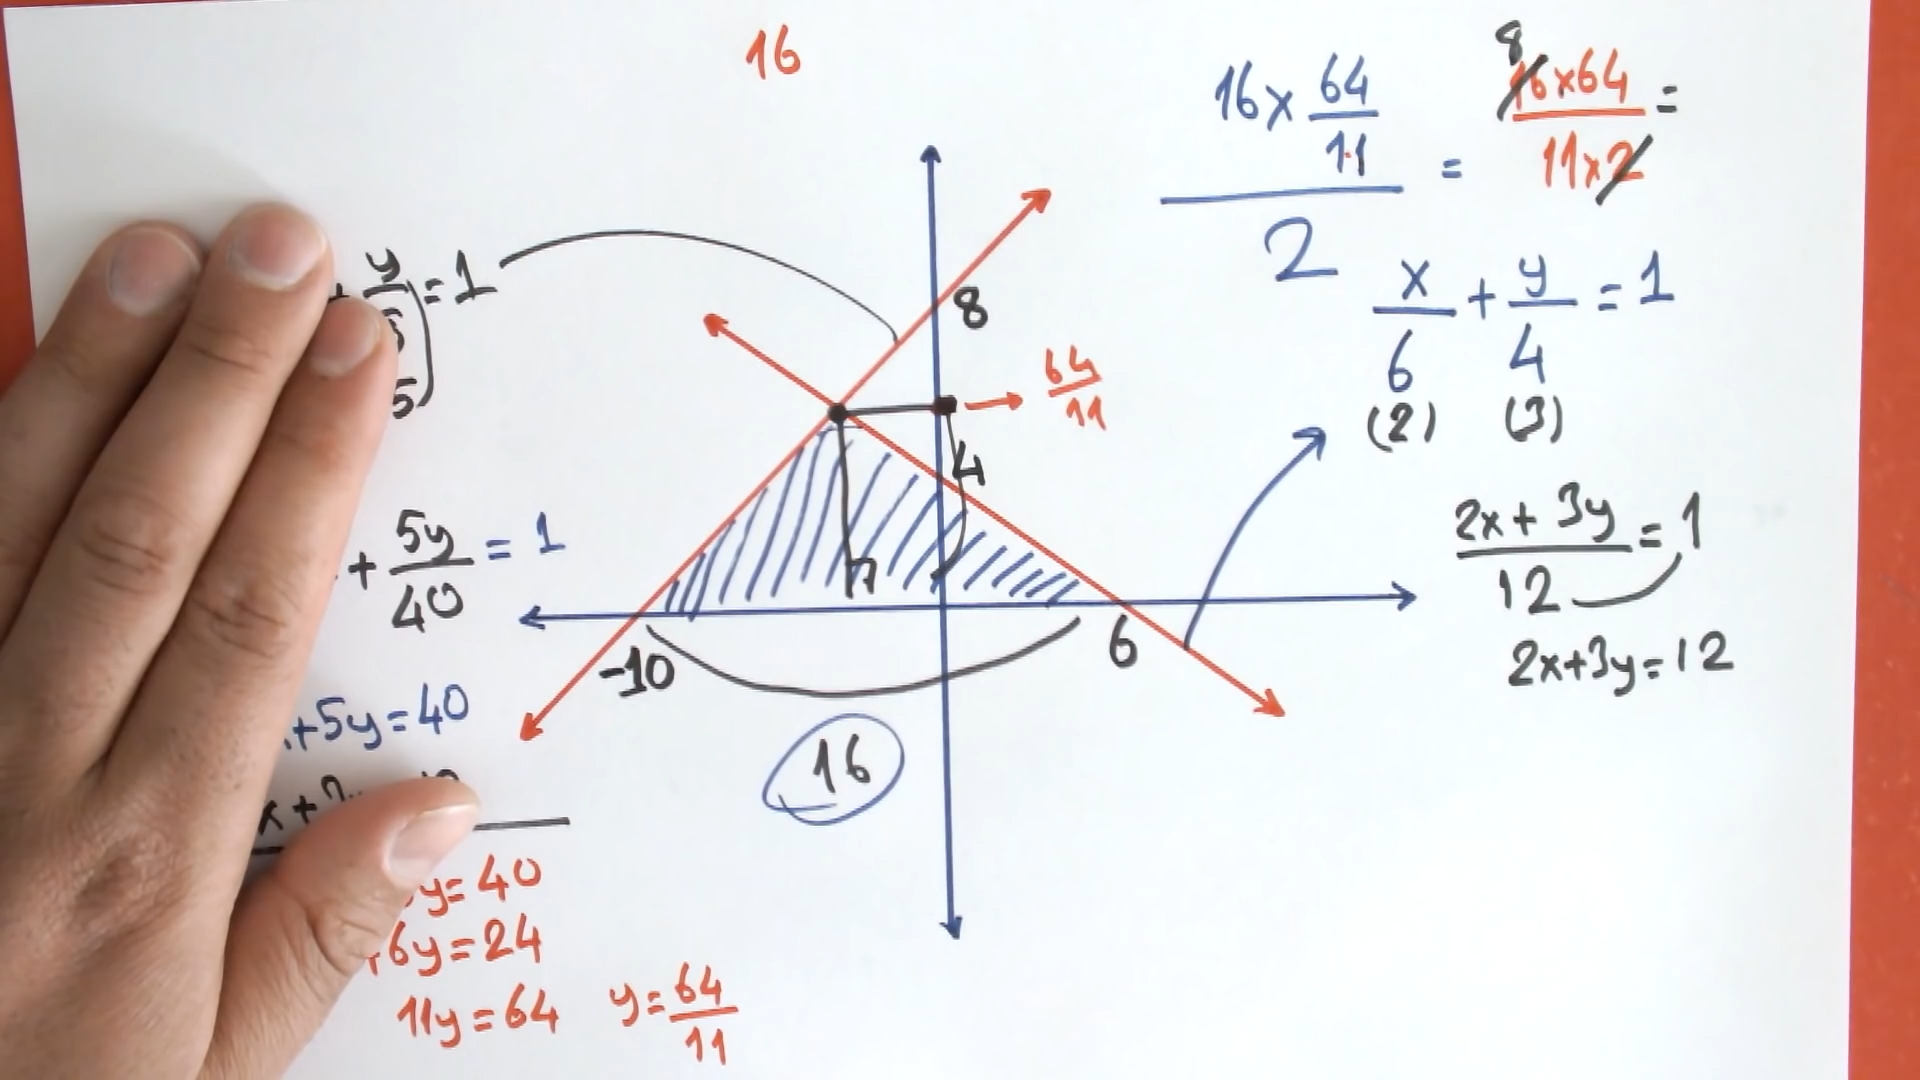 16
16x 64/11 / 2 = 16x64 / 11x2 =
8
y = 1
5
+ 5y/40 = 1
+5y=40
x +
y=40
+6y=24
11y=64 y= 64/11
8
64/11
4
-10
6
16
x/6 + y/4 = 1
(2) (3)
2x+3y/12 = 1
2x+3y=12